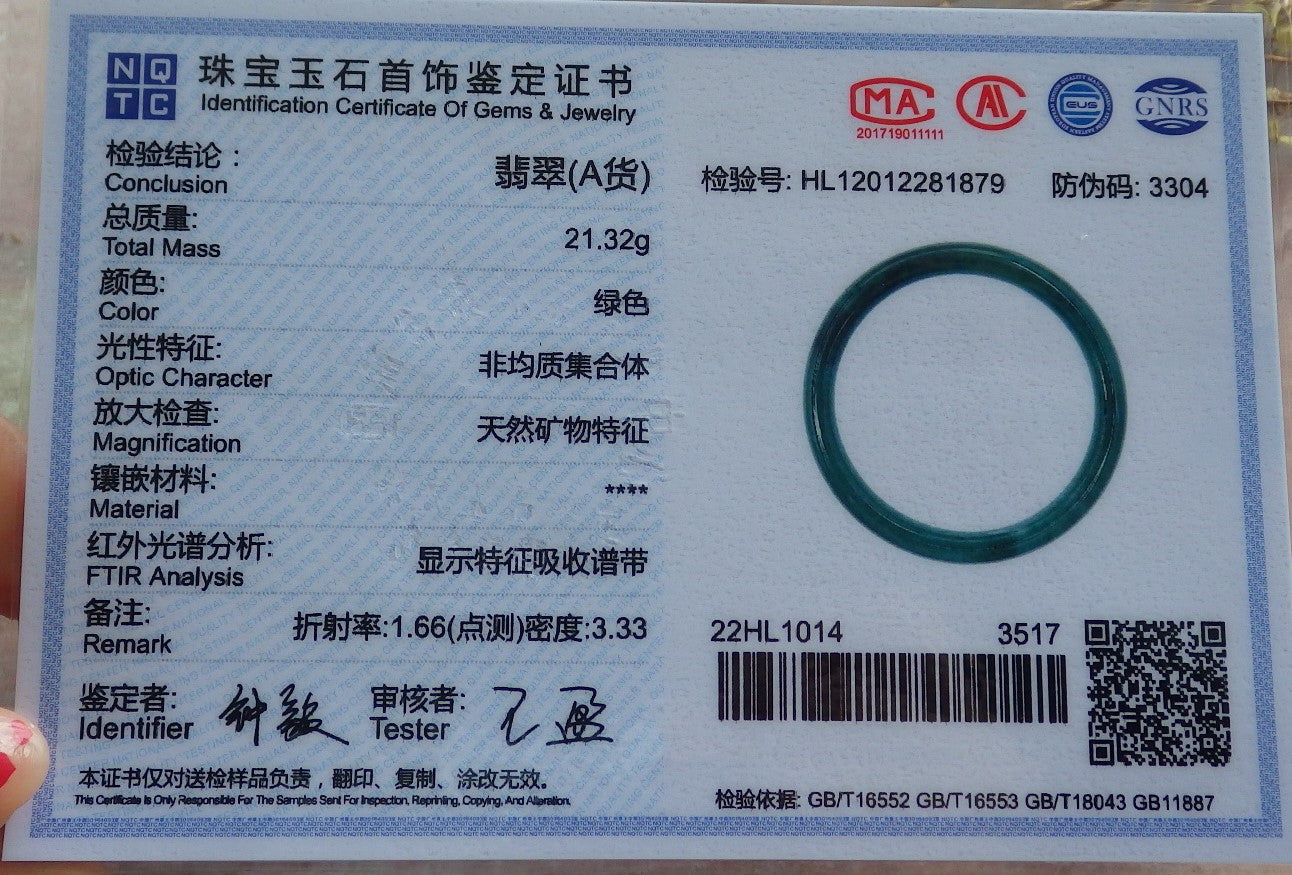 NQ
TC
珠宝玉石首饰鉴定证书
Identification Certificate Of Gems & Jewelry
MA
201719011111
EUS
GNRS
检验结论:
Conclusion
翡翠(A货)
总质量:
Total Mass
21.32g
颜色:
Color
绿色
光性特征:
Optic Character
非均质集合体
放大检查:
Magnification
天然矿物特征
镶嵌材料:
Material
****
红外光谱分析:
FTIR Analysis
显示特征吸收谱带
备注:
Remark
折射率:1.66(点测)密度:3.33
鉴定者:
Identifier
审核者:
Tester
本证书仅对送检样品负责，翻印、复制、涂改无效。
This Certificate Is Only Responsible For The Samples Sent For Inspection, Reprinting, Copying, And Alteration.
检验号: HL12012281879 防伪码: 3304
22HL1014 3517
检验依据: GB/T16552 GB/T16553 GB/T18043 GB11887